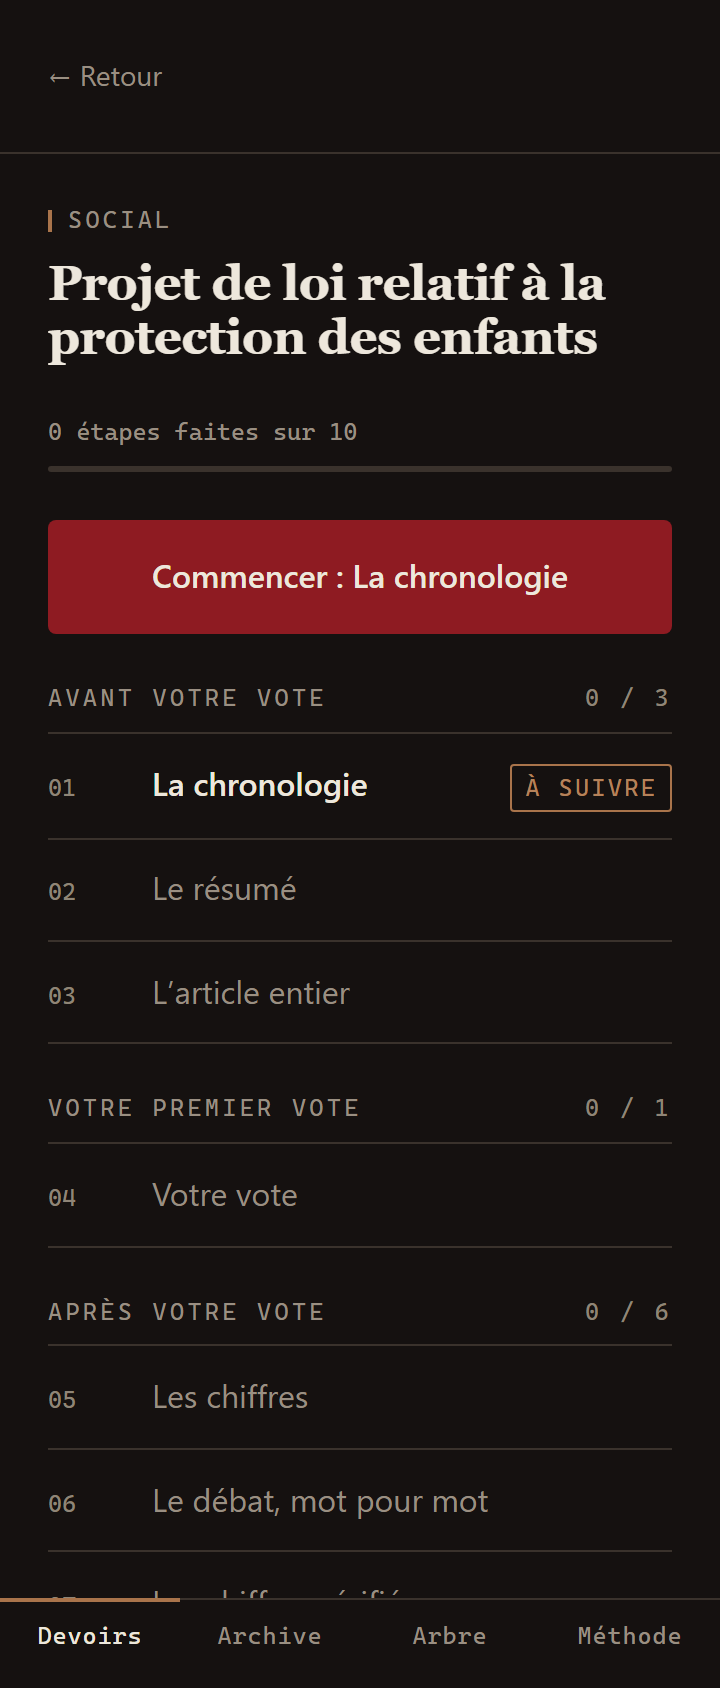 ← Retour
SOCIAL
Projet de loi relatif à la
protection des enfants
0 étapes faites sur 10
Commencer : La chronologie
AVANT VOTRE VOTE 0 / 3
01 La chronologie À SUIVRE
02 Le résumé
03 L’article entier
VOTRE PREMIER VOTE 0 / 1
04 Votre vote
APRÈS VOTRE VOTE 0 / 6
05 Les chiffres
06 Le débat, mot pour mot
Devoirs Archive Arbre Méthode